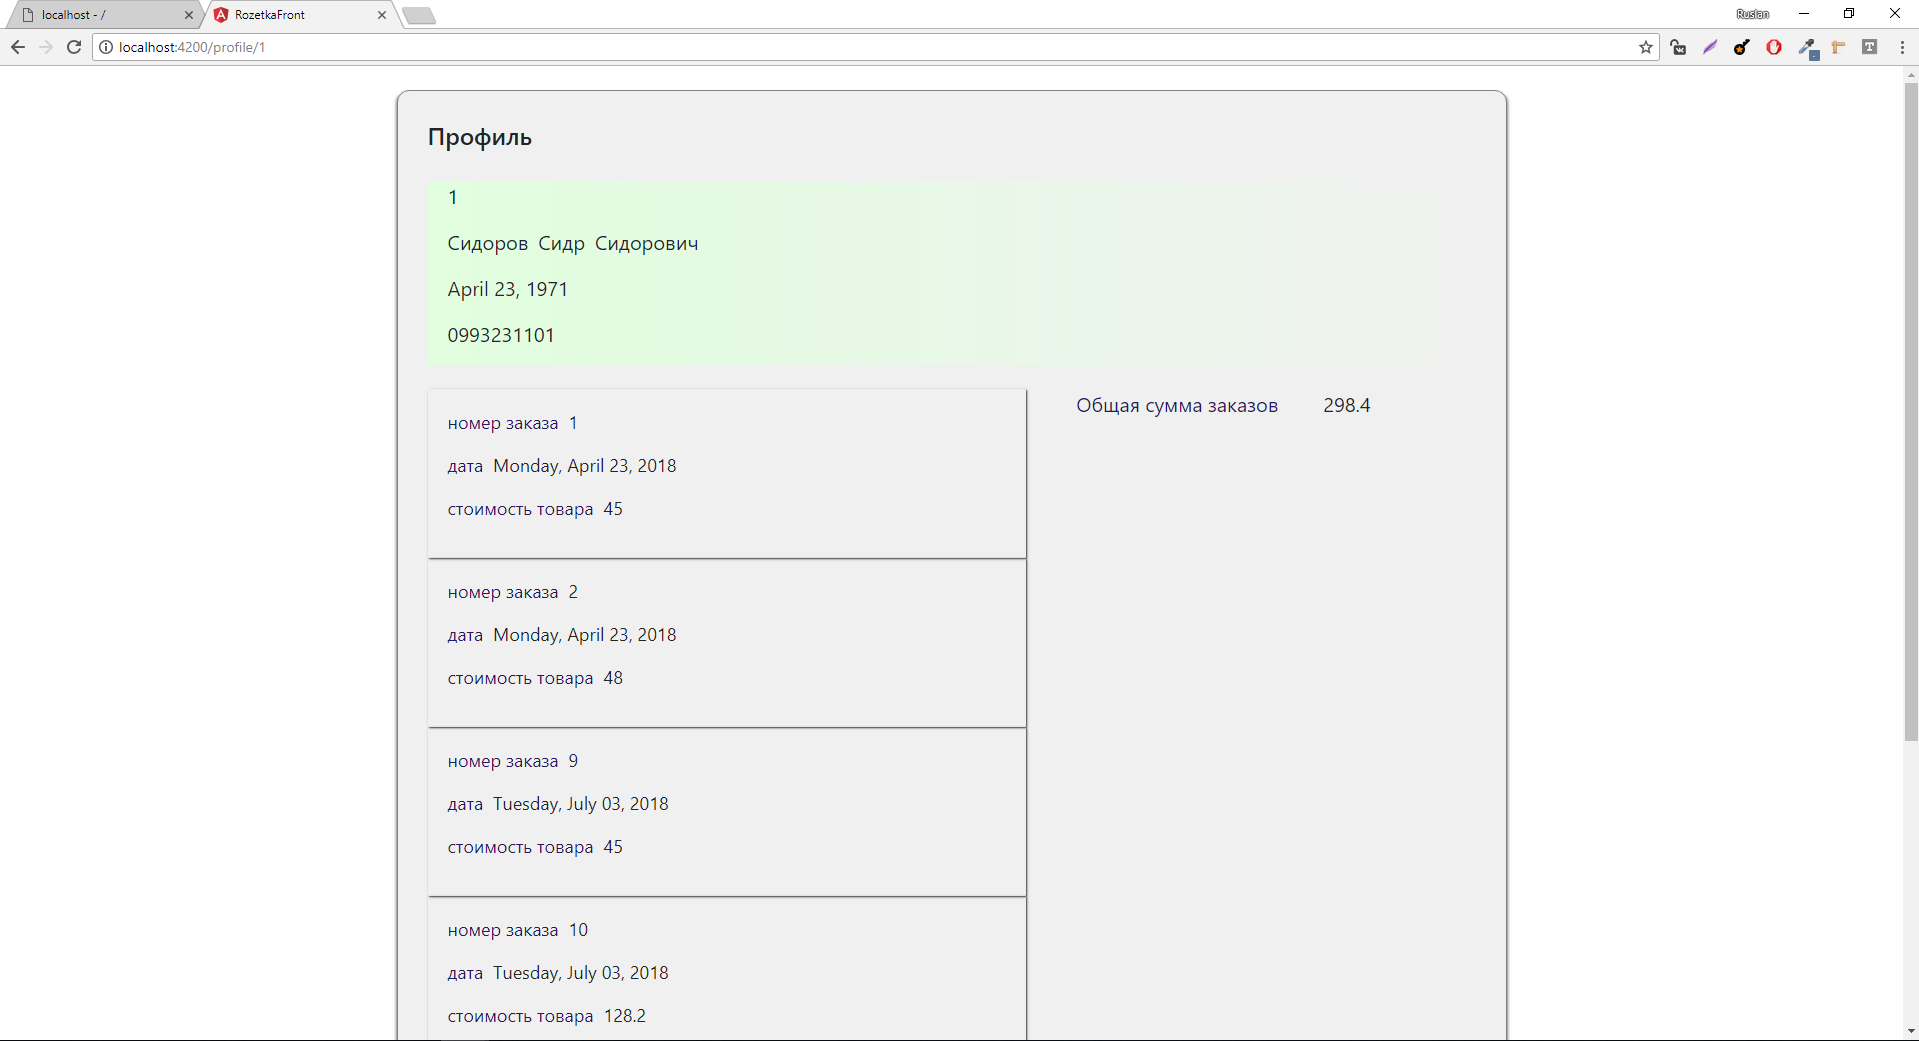 localhost - /
RozetkaFront
Ruslan
localhost:4200/profile/1
Профиль
1
Сидоров Сидр Сидорович
April 23, 1971
0993231101
номер заказа 1
дата Monday, April 23, 2018
стоимость товара 45
Общая сумма заказов 298.4
номер заказа 2
дата Monday, April 23, 2018
стоимость товара 48
номер заказа 9
дата Tuesday, July 03, 2018
стоимость товара 45
номер заказа 10
дата Tuesday, July 03, 2018
стоимость товара 128.2